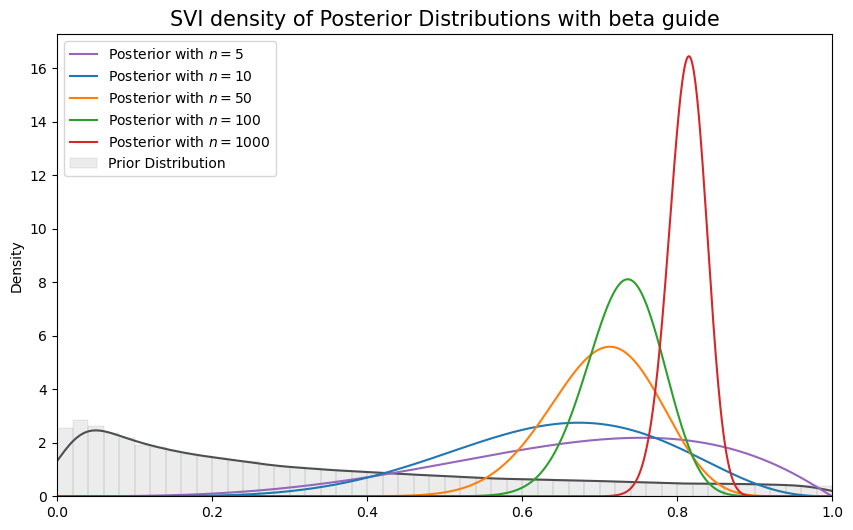 SVI density of Posterior Distributions with beta guide
Posterior with n = 5
Posterior with n = 10
Posterior with n = 50
Posterior with n = 100
Posterior with n = 1000
Prior Distribution
Density
16
14
12
10
8
6
4
2
0
0.0 0.2 0.4 0.6 0.8 1.0